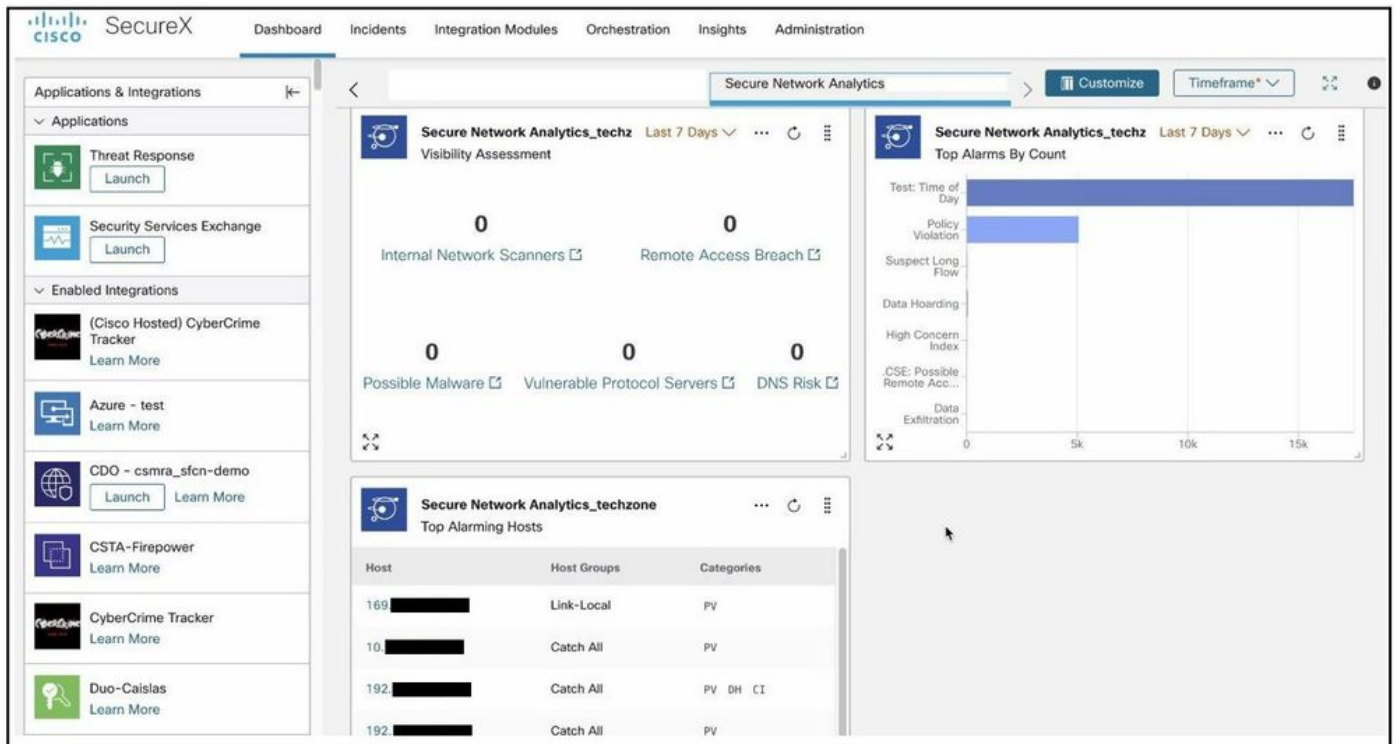 CISCO SecureX
Dashboard Incidents Integration Modules Orchestration Insights Administration
Applications & Integrations
Applications
Threat Response
Launch
Security Services Exchange
Launch
Enabled Integrations
(Cisco Hosted) CyberCrime
Tracker
Learn More
Azure - test
Learn More
CDO - csmra_sfcn-demo
Launch Learn More
CSTA-Firepower
Learn More
CyberCrime Tracker
Learn More
Duo-Caislas
Learn More
Secure Network Analytics
Customize
Timeframe*
Secure Network Analytics_techz Last 7 Days
Visibility Assessment
0 0
Internal Network Scanners Remote Access Breach
0 0 0
Possible Malware Vulnerable Protocol Servers DNS Risk
Secure Network Analytics_techz Last 7 Days
Top Alarms By Count
Test: Time of
Day
Policy
Violation
Suspect Long
Flow
Data Hoarding
High Concern
Index
.CSE: Possible
Remote Acc...
Data
Exfiltration
0 5k 10k 15k
Secure Network Analytics_techzone
Top Alarming Hosts
Host Host Groups Categories
169. Link-Local PV
10. Catch All PV
192. Catch All PV DH CI
192. Catch All PV